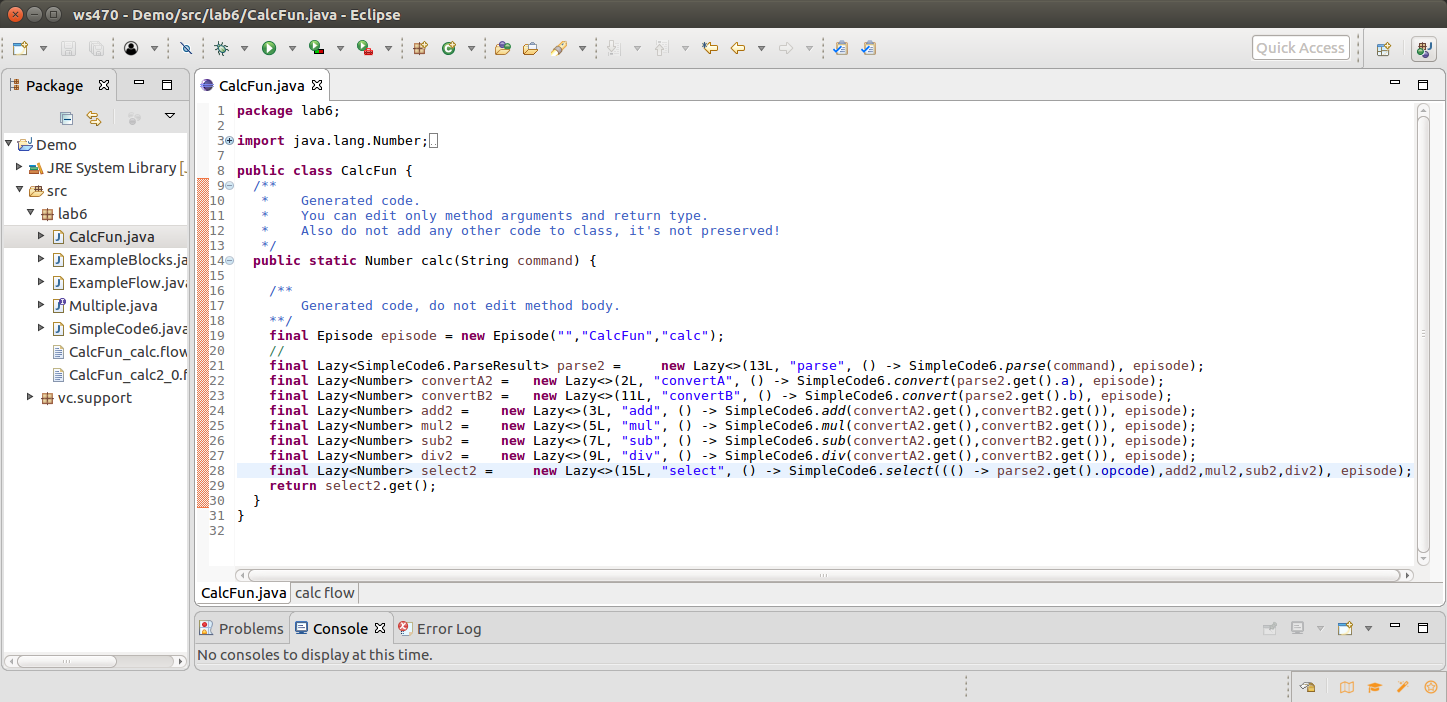 ws470 - Demo/src/lab6/CalcFun.java - Eclipse
Quick Access
Package
Demo
JRE System Library [.
src
lab6
CalcFun.java
ExampleBlocks.ja
ExampleFlow.java
Multiple.java
SimpleCode6.java
CalcFun_calc.flow
CalcFun_calc2_0.f
vc.support
CalcFun.java
1 package lab6;
2
3 import java.lang.Number;
7
8 public class CalcFun {
9 /**
10 * Generated code.
11 * You can edit only method arguments and return type.
12 * Also do not add any other code to class, it's not preserved!
13 */
14 public static Number calc(String command) {
15
16 /**
17 Generated code, do not edit method body.
18 **/
19 final Episode episode = new Episode("","CalcFun","calc");
20 //
21 final Lazy<SimpleCode6.ParseResult> parse2 = new Lazy<>(13L, "parse", () -> SimpleCode6.parse(command), episode);
22 final Lazy<Number> convertA2 = new Lazy<>(2L, "convertA", () -> SimpleCode6.convert(parse2.get().a), episode);
23 final Lazy<Number> convertB2 = new Lazy<>(11L, "convertB", () -> SimpleCode6.convert(parse2.get().b), episode);
24 final Lazy<Number> add2 = new Lazy<>(3L, "add", () -> SimpleCode6.add(convertA2.get(),convertB2.get()), episode);
25 final Lazy<Number> mul2 = new Lazy<>(5L, "mul", () -> SimpleCode6.mul(convertA2.get(),convertB2.get()), episode);
26 final Lazy<Number> sub2 = new Lazy<>(7L, "sub", () -> SimpleCode6.sub(convertA2.get(),convertB2.get()), episode);
27 final Lazy<Number> div2 = new Lazy<>(9L, "div", () -> SimpleCode6.div(convertA2.get(),convertB2.get()), episode);
28 final Lazy<Number> select2 = new Lazy<>(15L, "select", () -> SimpleCode6.select((() -> parse2.get().opcode),add2,mul2,sub2,div2), episode);
29 return select2.get();
30 }
31 }
32
CalcFun.java calc flow
Problems Console Error Log
No consoles to display at this time.